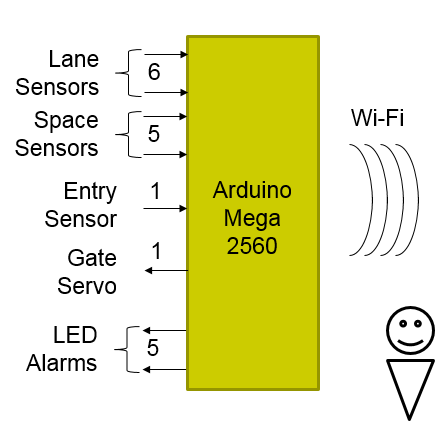 Lane
Sensors
6
Space
Sensors
5
Entry
Sensor
1
Gate
Servo
1
LED
Alarms
5
Arduino
Mega
2560
Wi-Fi